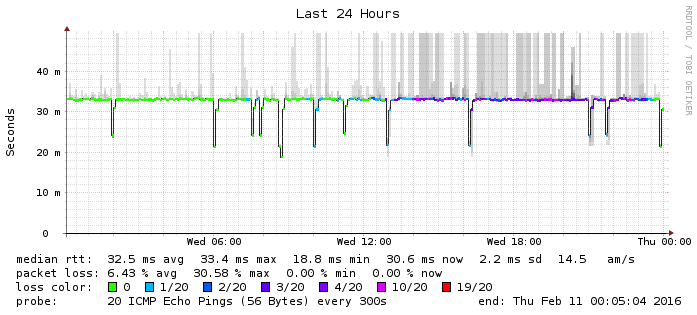 Last 24 Hours
RRDTOOL / TOBI OETIKER
Seconds
40 m
30 m
20 m
10 m
0
Wed 06:00 Wed 12:00 Wed 18:00 Thu 00:00
median rtt: 32.5 ms avg 33.4 ms max 18.8 ms min 30.6 ms now 2.2 ms sd 14.5 am/s
packet loss: 6.43 % avg 30.58 % max 0.00 % min 0.00 % now
loss color: 0 1/20 2/20 3/20 4/20 10/20 19/20
probe: 20 ICMP Echo Pings (56 Bytes) every 300s end: Thu Feb 11 00:05:04 2016